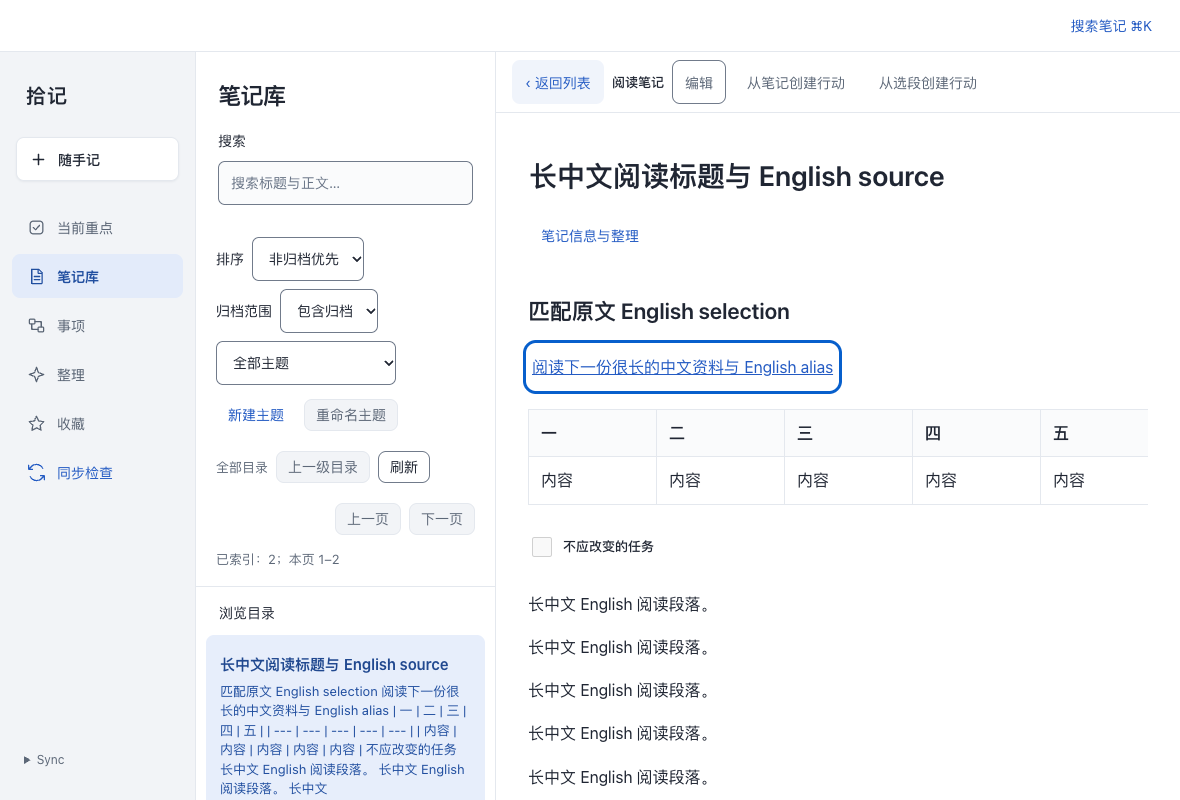 搜索笔记 ⌘K
拾记
+ 随手记
当前重点
笔记库
事项
整理
收藏
同步检查
Sync
笔记库
搜索
搜索标题与正文…
排序 非归档优先
归档范围 包含归档
全部主题
新建主题 重命名主题
全部目录 上一级目录 刷新
上一页 下一页
已索引：2；本页 1–2
浏览目录
长中文阅读标题与 English source
匹配原文 English selection 阅读下一份很
长的中文资料与 English alias | 一 | 二 | 三 |
四 | 五 | | --- | --- | --- | --- | --- | | 内容 |
内容 | 内容 | 内容 | 内容 | 不应改变的任务
长中文 English 阅读段落。 长中文 English
阅读段落。 长中文
‹ 返回列表 阅读笔记 编辑 从笔记创建行动 从选段创建行动
长中文阅读标题与 English source
笔记信息与整理
匹配原文 English selection
阅读下一份很长的中文资料与 English alias
一 二 三 四 五
内容 内容 内容 内容 内容
不应改变的任务
长中文 English 阅读段落。
长中文 English 阅读段落。
长中文 English 阅读段落。
长中文 English 阅读段落。
长中文 English 阅读段落。